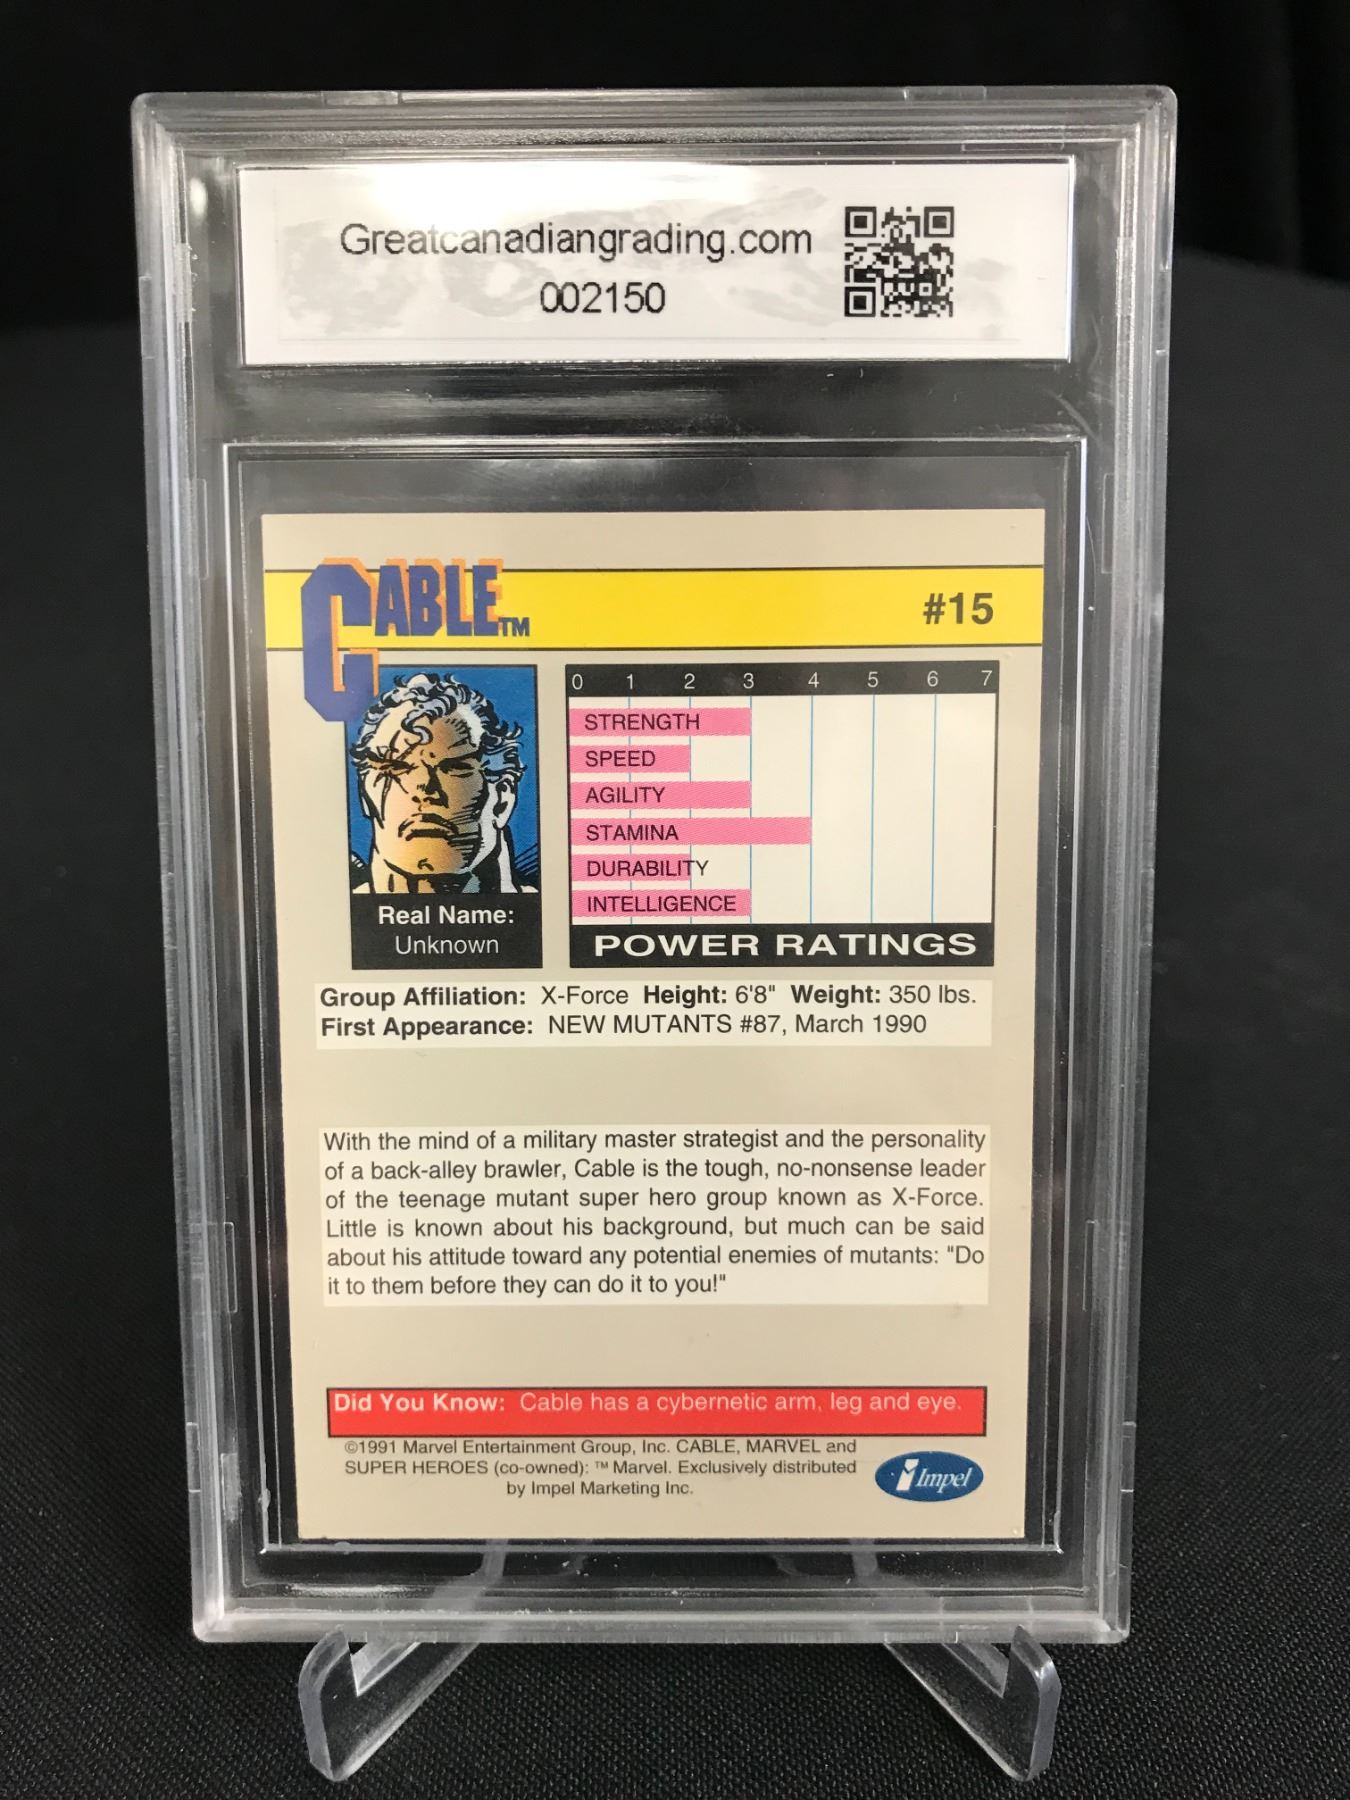 Greatcanadiangrading.com
002150
CABLE™
#15
0 1 2 3 4 5 6 7
STRENGTH
SPEED
AGILITY
STAMINA
DURABILITY
INTELLIGENCE
POWER RATINGS
Real Name:
Unknown
Group Affiliation: X-Force Height: 6'8" Weight: 350 lbs.
First Appearance: NEW MUTANTS #87, March 1990
With the mind of a military master strategist and the personality
of a back-alley brawler, Cable is the tough, no-nonsense leader
of the teenage mutant super hero group known as X-Force.
Little is known about his background, but much can be said
about his attitude toward any potential enemies of mutants: "Do
it to them before they can do it to you!"
Did You Know: Cable has a cybernetic arm, leg and eye.
©1991 Marvel Entertainment Group, Inc. CABLE, MARVEL and
SUPER HEROES (co-owned): ™ Marvel. Exclusively distributed
by Impel Marketing Inc.
Impel